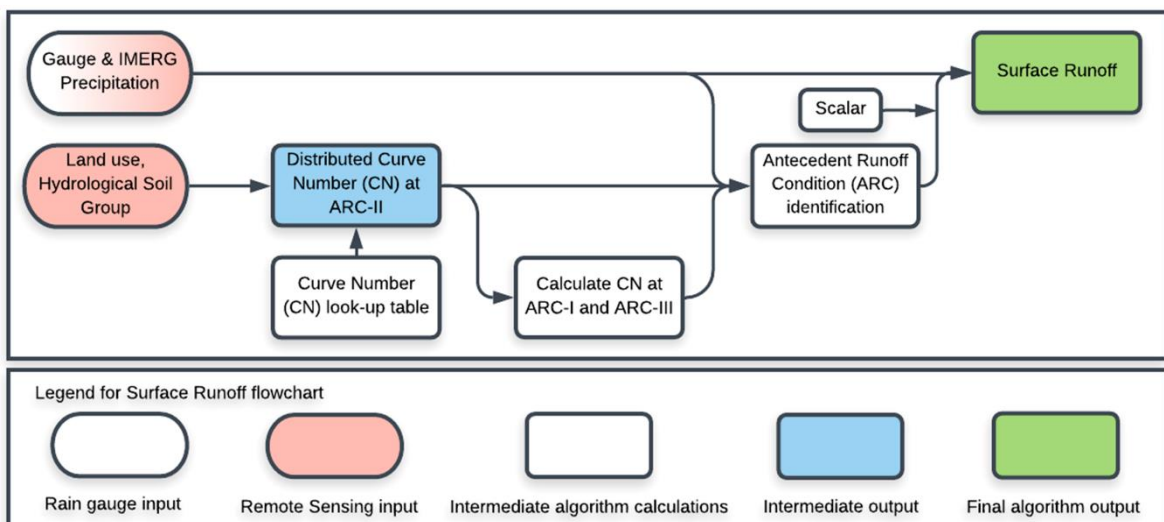 Gauge & IMERG
Precipitation
Surface Runoff
Scalar
Land use,
Hydrological Soil
Group
Distributed Curve
Number (CN) at
ARC-II
Antecedent Runoff
Condition (ARC)
identification
Curve Number
(CN) look-up table
Calculate CN at
ARC-I and ARC-III
Legend for Surface Runoff flowchart
Rain gauge input
Remote Sensing input
Intermediate algorithm calculations
Intermediate output
Final algorithm output